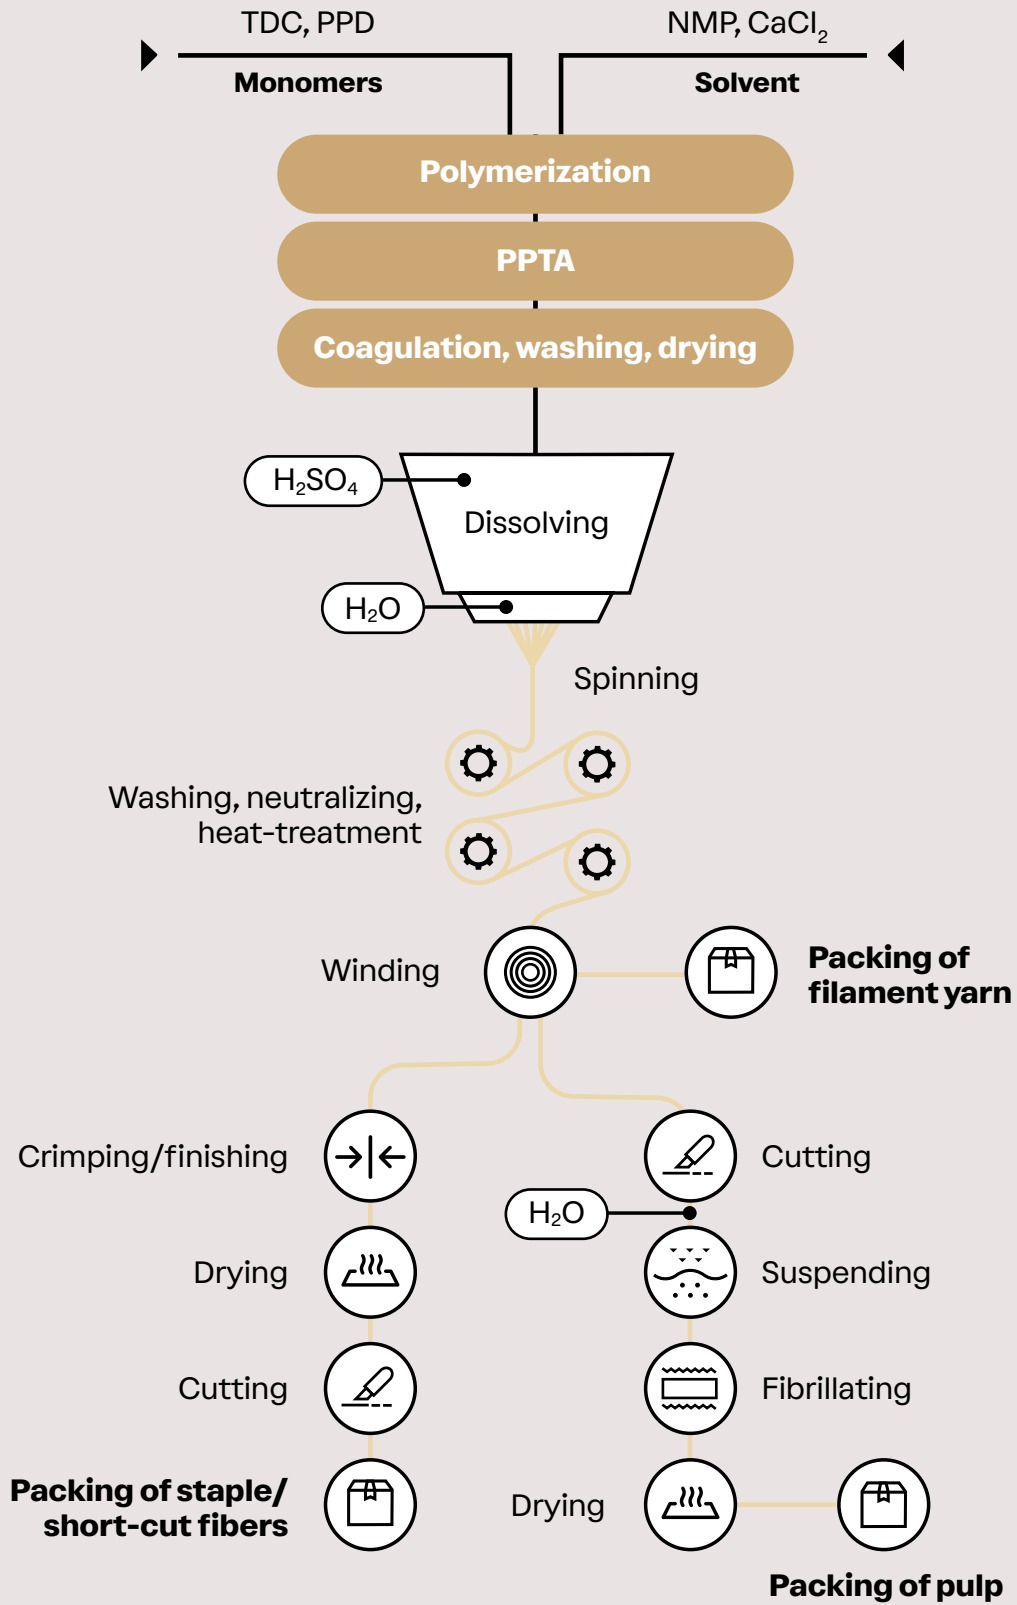 TDC, PPD
NMP, CaCl₂
Monomers
Solvent
Polymerization
PPTA
Coagulation, washing, drying
H₂SO₄
Dissolving
H₂O
Spinning
Washing, neutralizing,
heat-treatment
Winding
Packing of
filament yarn
Crimping/finishing
Cutting
H₂O
Drying
Suspending
Cutting
Fibrillating
Packing of staple/
short-cut fibers
Drying
Packing of pulp